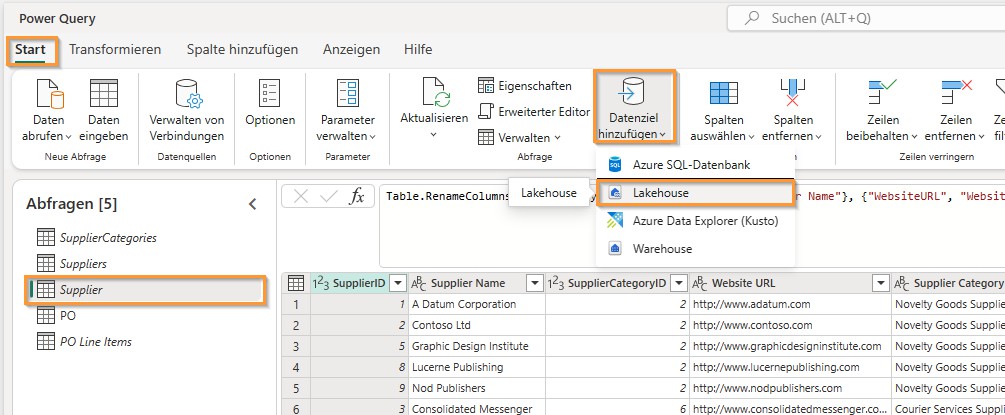 Power Query
Suchen (ALT+Q)
Start Transformieren Spalte hinzufügen Anzeigen Hilfe
Daten abrufen
Daten eingeben
Neue Abfrage
Verwalten von Verbindungen
Datenquellen
Optionen
Optionen
Parameter verwalten
Parameter
Aktualisieren
Eigenschaften
Erweiterter Editor
Verwalten
Datenziel hinzufügen
Abfrage
Spalten auswählen
Spalten entfernen
Zeilen beibehalten
Zeilen entfernen
Zeilen verringern
Azure SQL-Datenbank
Lakehouse
Azure Data Explorer (Kusto)
Warehouse
Lakehouse
Abfragen [5]
SupplierCategories
Suppliers
Supplier
PO
PO Line Items
fx
Table.RenameColumns Name"}, {"WebsiteURL", "Websit
1²3 SupplierID ABC Supplier Name 1²3 SupplierCategoryID ABC Website URL ABC Supplier Category
1 1 A Datum Corporation 2 http://www.adatum.com Novelty Goods Supplie
2 2 Contoso Ltd 2 http://www.contoso.com Novelty Goods Supplie
3 5 Graphic Design Institute 2 http://www.graphicdesigninstitute.com Novelty Goods Supplie
4 8 Lucerne Publishing 2 http://www.lucernepublishing.com Novelty Goods Supplie
5 9 Nod Publishers 2 http://www.nodpublishers.com Novelty Goods Supplie
6 3 Consolidated Messenger 6 http://www.consolidatedmessenger.co... Courier Services Suppl